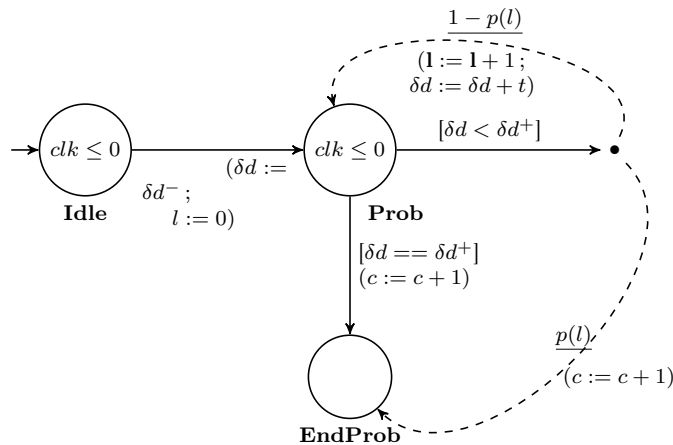 1 − p(l)
(l := l + 1 ;
δd := δd + t)
clk ≤ 0
clk ≤ 0
[δd < δd⁺]
(δd :=
δd⁻ ;
l := 0)
Idle
Prob
[δd == δd⁺]
(c := c + 1)
p(l)
(c := c + 1)
EndProb